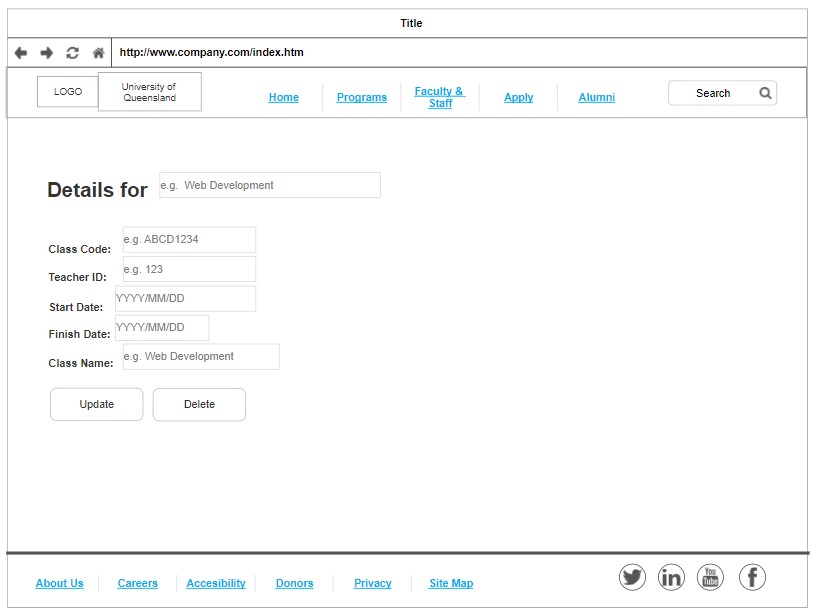 Title
http://www.company.com/index.htm
LOGO
University of
Queensland
Home
Programs
Faculty &
Staff
Apply
Alumni
Search
Details for
e.g. Web Development
Class Code:
e.g. ABCD1234
Teacher ID:
e.g. 123
Start Date:
YYYY/MM/DD
Finish Date:
YYYY/MM/DD
Class Name:
e.g. Web Development
Update
Delete
About Us
Careers
Accesibility
Donors
Privacy
Site Map
in
You
Tube
f